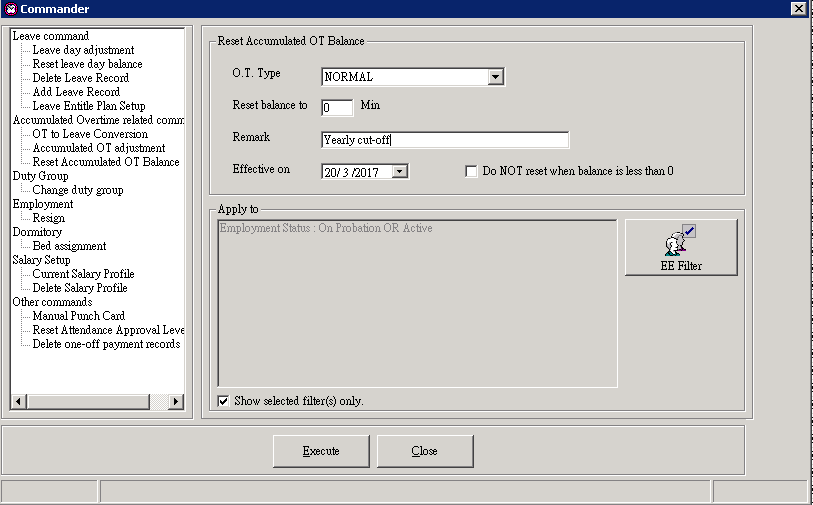 Commander
Leave command
Leave day adjustment
Reset leave day balance
Delete Leave Record
Add Leave Record
Leave Entitle Plan Setup
Accumulated Overtime related comm
OT to Leave Conversion
Accumulated OT adjustment
Reset Accumulated OT Balance
Duty Group
Change duty group
Employment
Resign
Dormitory
Bed assignment
Salary Setup
Current Salary Profile
Delete Salary Profile
Other commands
Manual Punch Card
Reset Attendance Approval Leve
Delete one-off payment records
Reset Accumulated OT Balance
O.T. Type NORMAL
Reset balance to 0 Min
Remark Yearly cut-off
Effective on 20/ 3 /2017 Do NOT reset when balance is less than 0
Apply to
Employment Status : On Probation OR Active
EE Filter
Show selected filter(s) only.
Execute Close